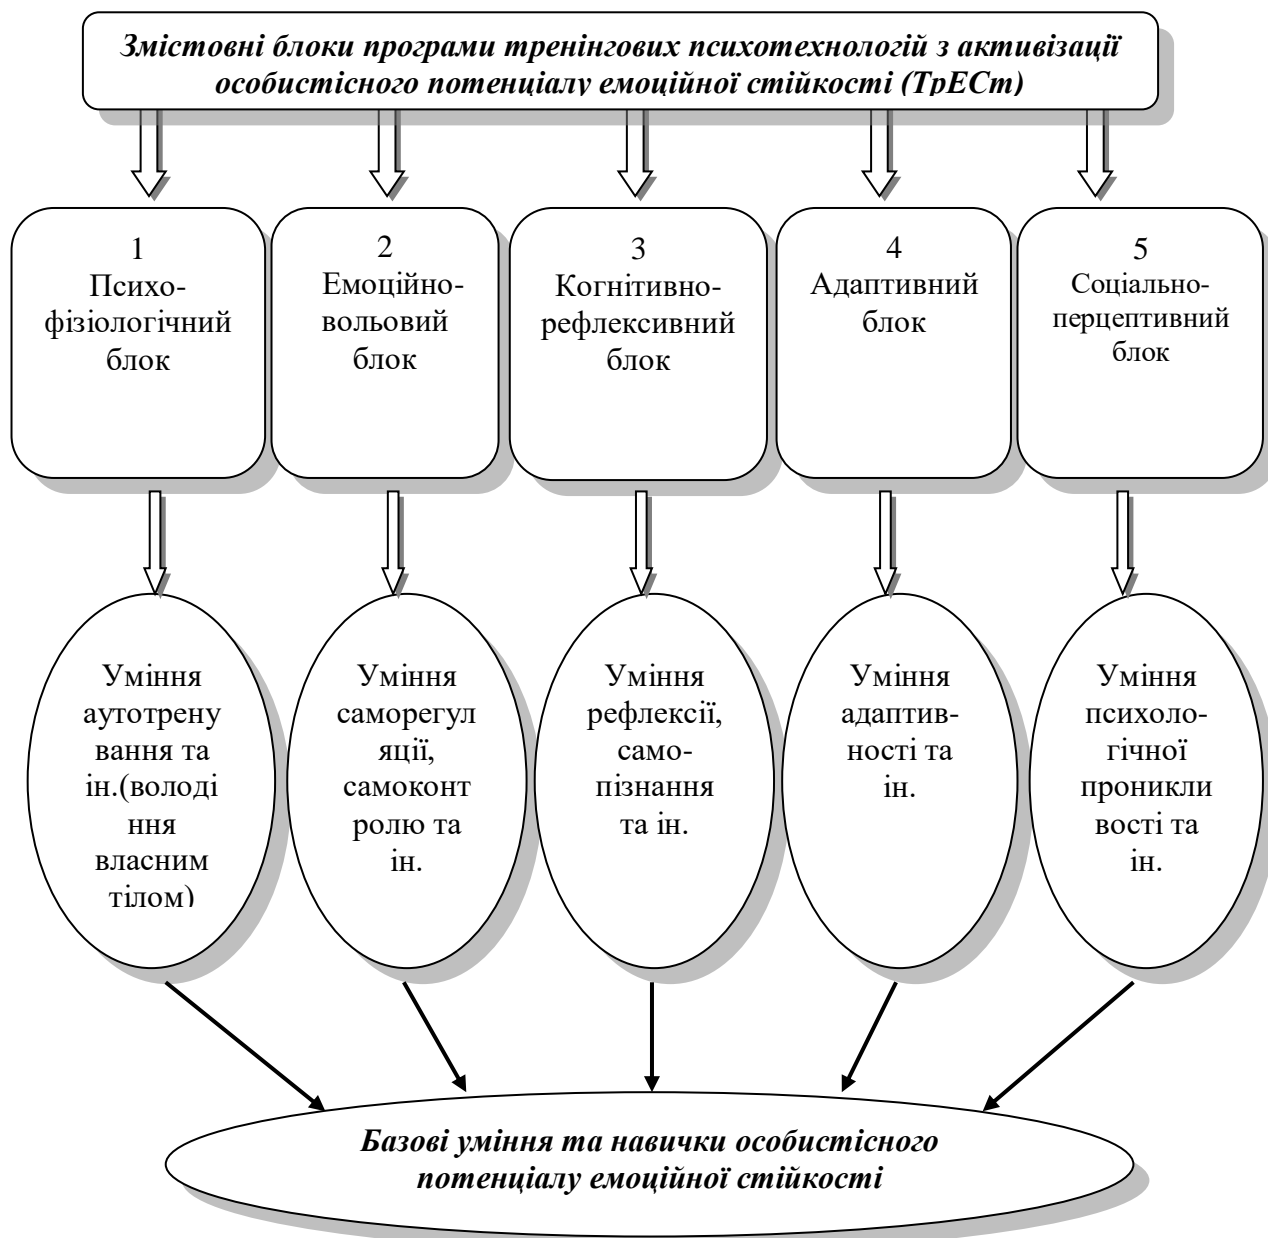 Змістовні блоки програми тренінгових психотехнологій з активізації
особистісного потенціалу емоційної стійкості (ТрЕСт)
1
Психо-
фізіологічний
блок
2
Емоційно-
вольовий
блок
3
Когнітивно-
рефлексивний
блок
4
Адаптивний
блок
5
Соціально-
перцептивний
блок
Уміння
аутотрену
вання та
ін.(володі
ння
власним
тілом)
Уміння
саморегул
яції,
самоконт
ролю та
ін.
Уміння
рефлексії,
само-
пізнання
та ін.
Уміння
адаптив-
ності та
ін.
Уміння
психоло-
гічної
проникли
вості та
ін.
Базові уміння та навички особистісного
потенціалу емоційної стійкості